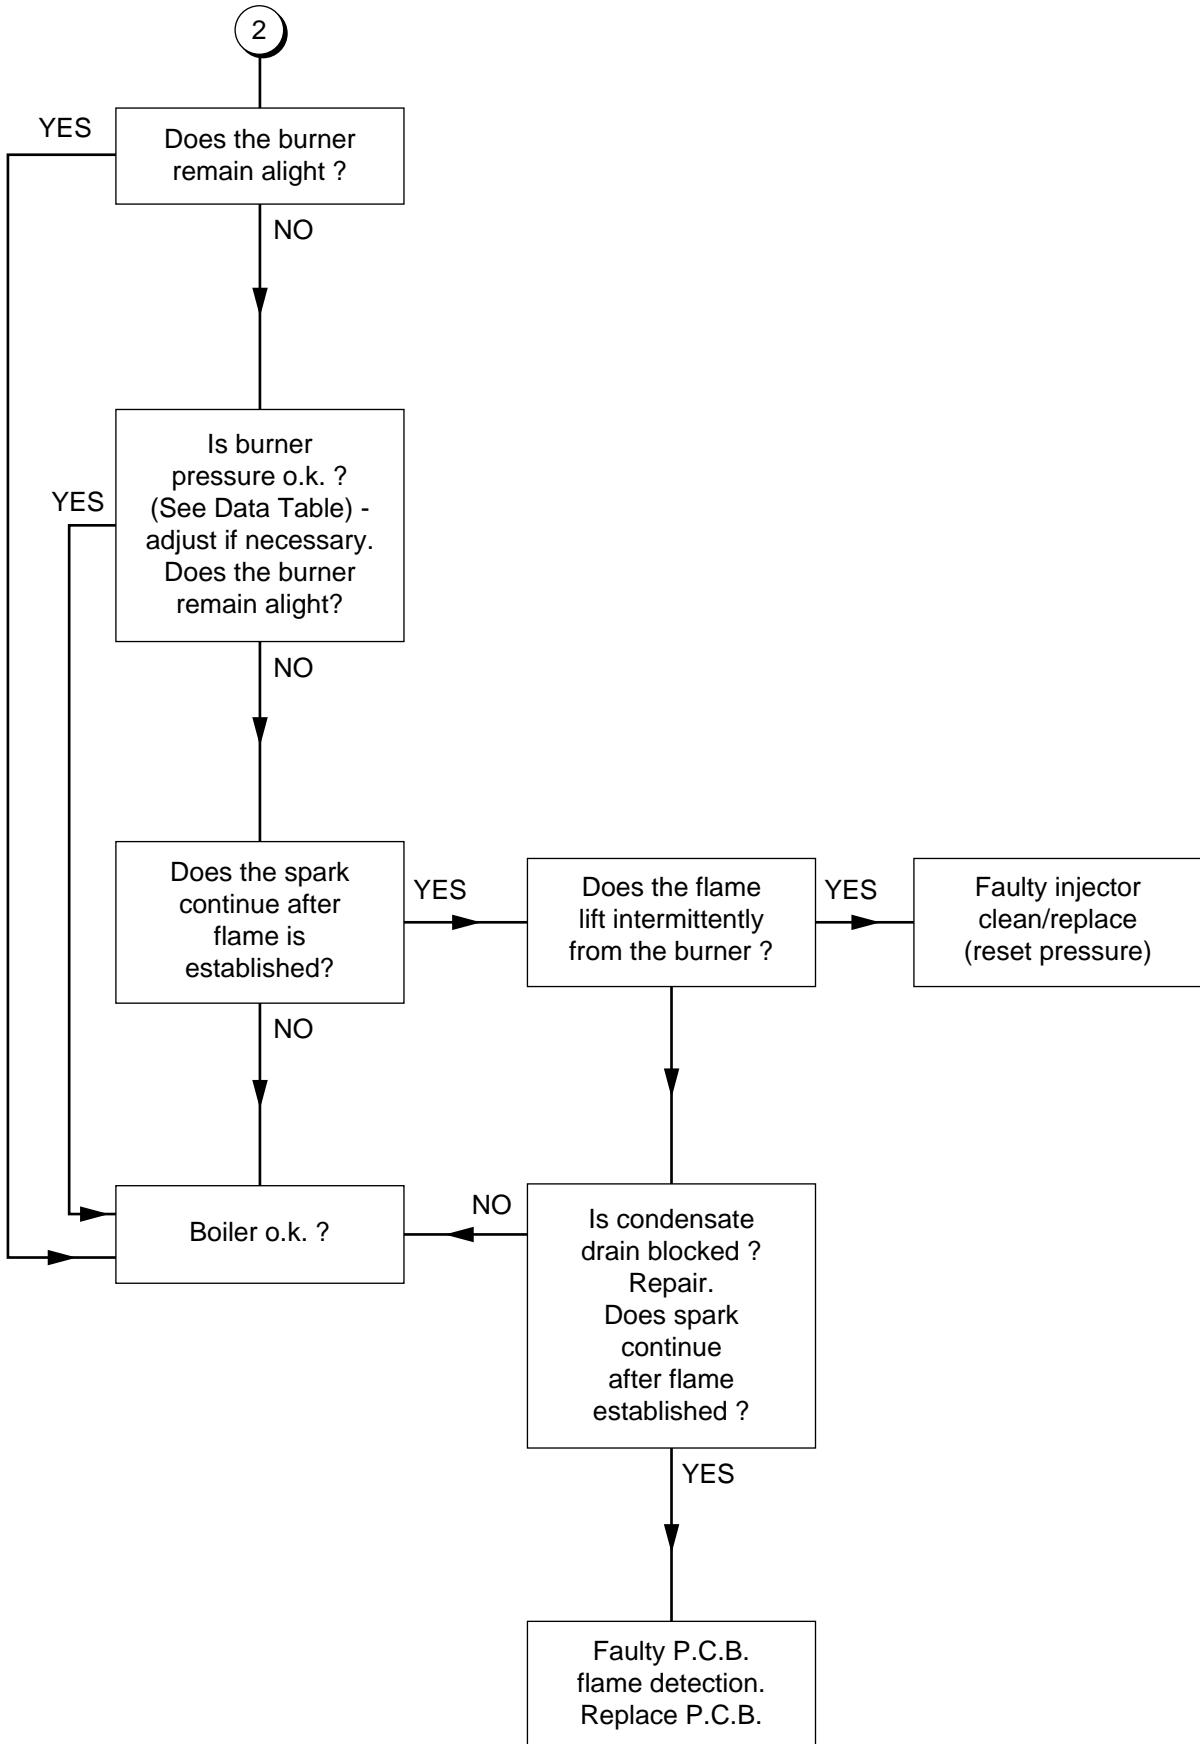 2
YES
Does the burner
remain alight ?
NO
Is burner
pressure o.k. ?
(See Data Table) -
adjust if necessary.
Does the burner
remain alight?
YES
NO
Does the spark
continue after
flame is
established?
YES
Does the flame
lift intermittently
from the burner ?
YES
Faulty injector
clean/replace
(reset pressure)
NO
Boiler o.k. ?
NO
Is condensate
drain blocked ?
Repair.
Does spark
continue
after flame
established ?
YES
Faulty P.C.B.
flame detection.
Replace P.C.B.